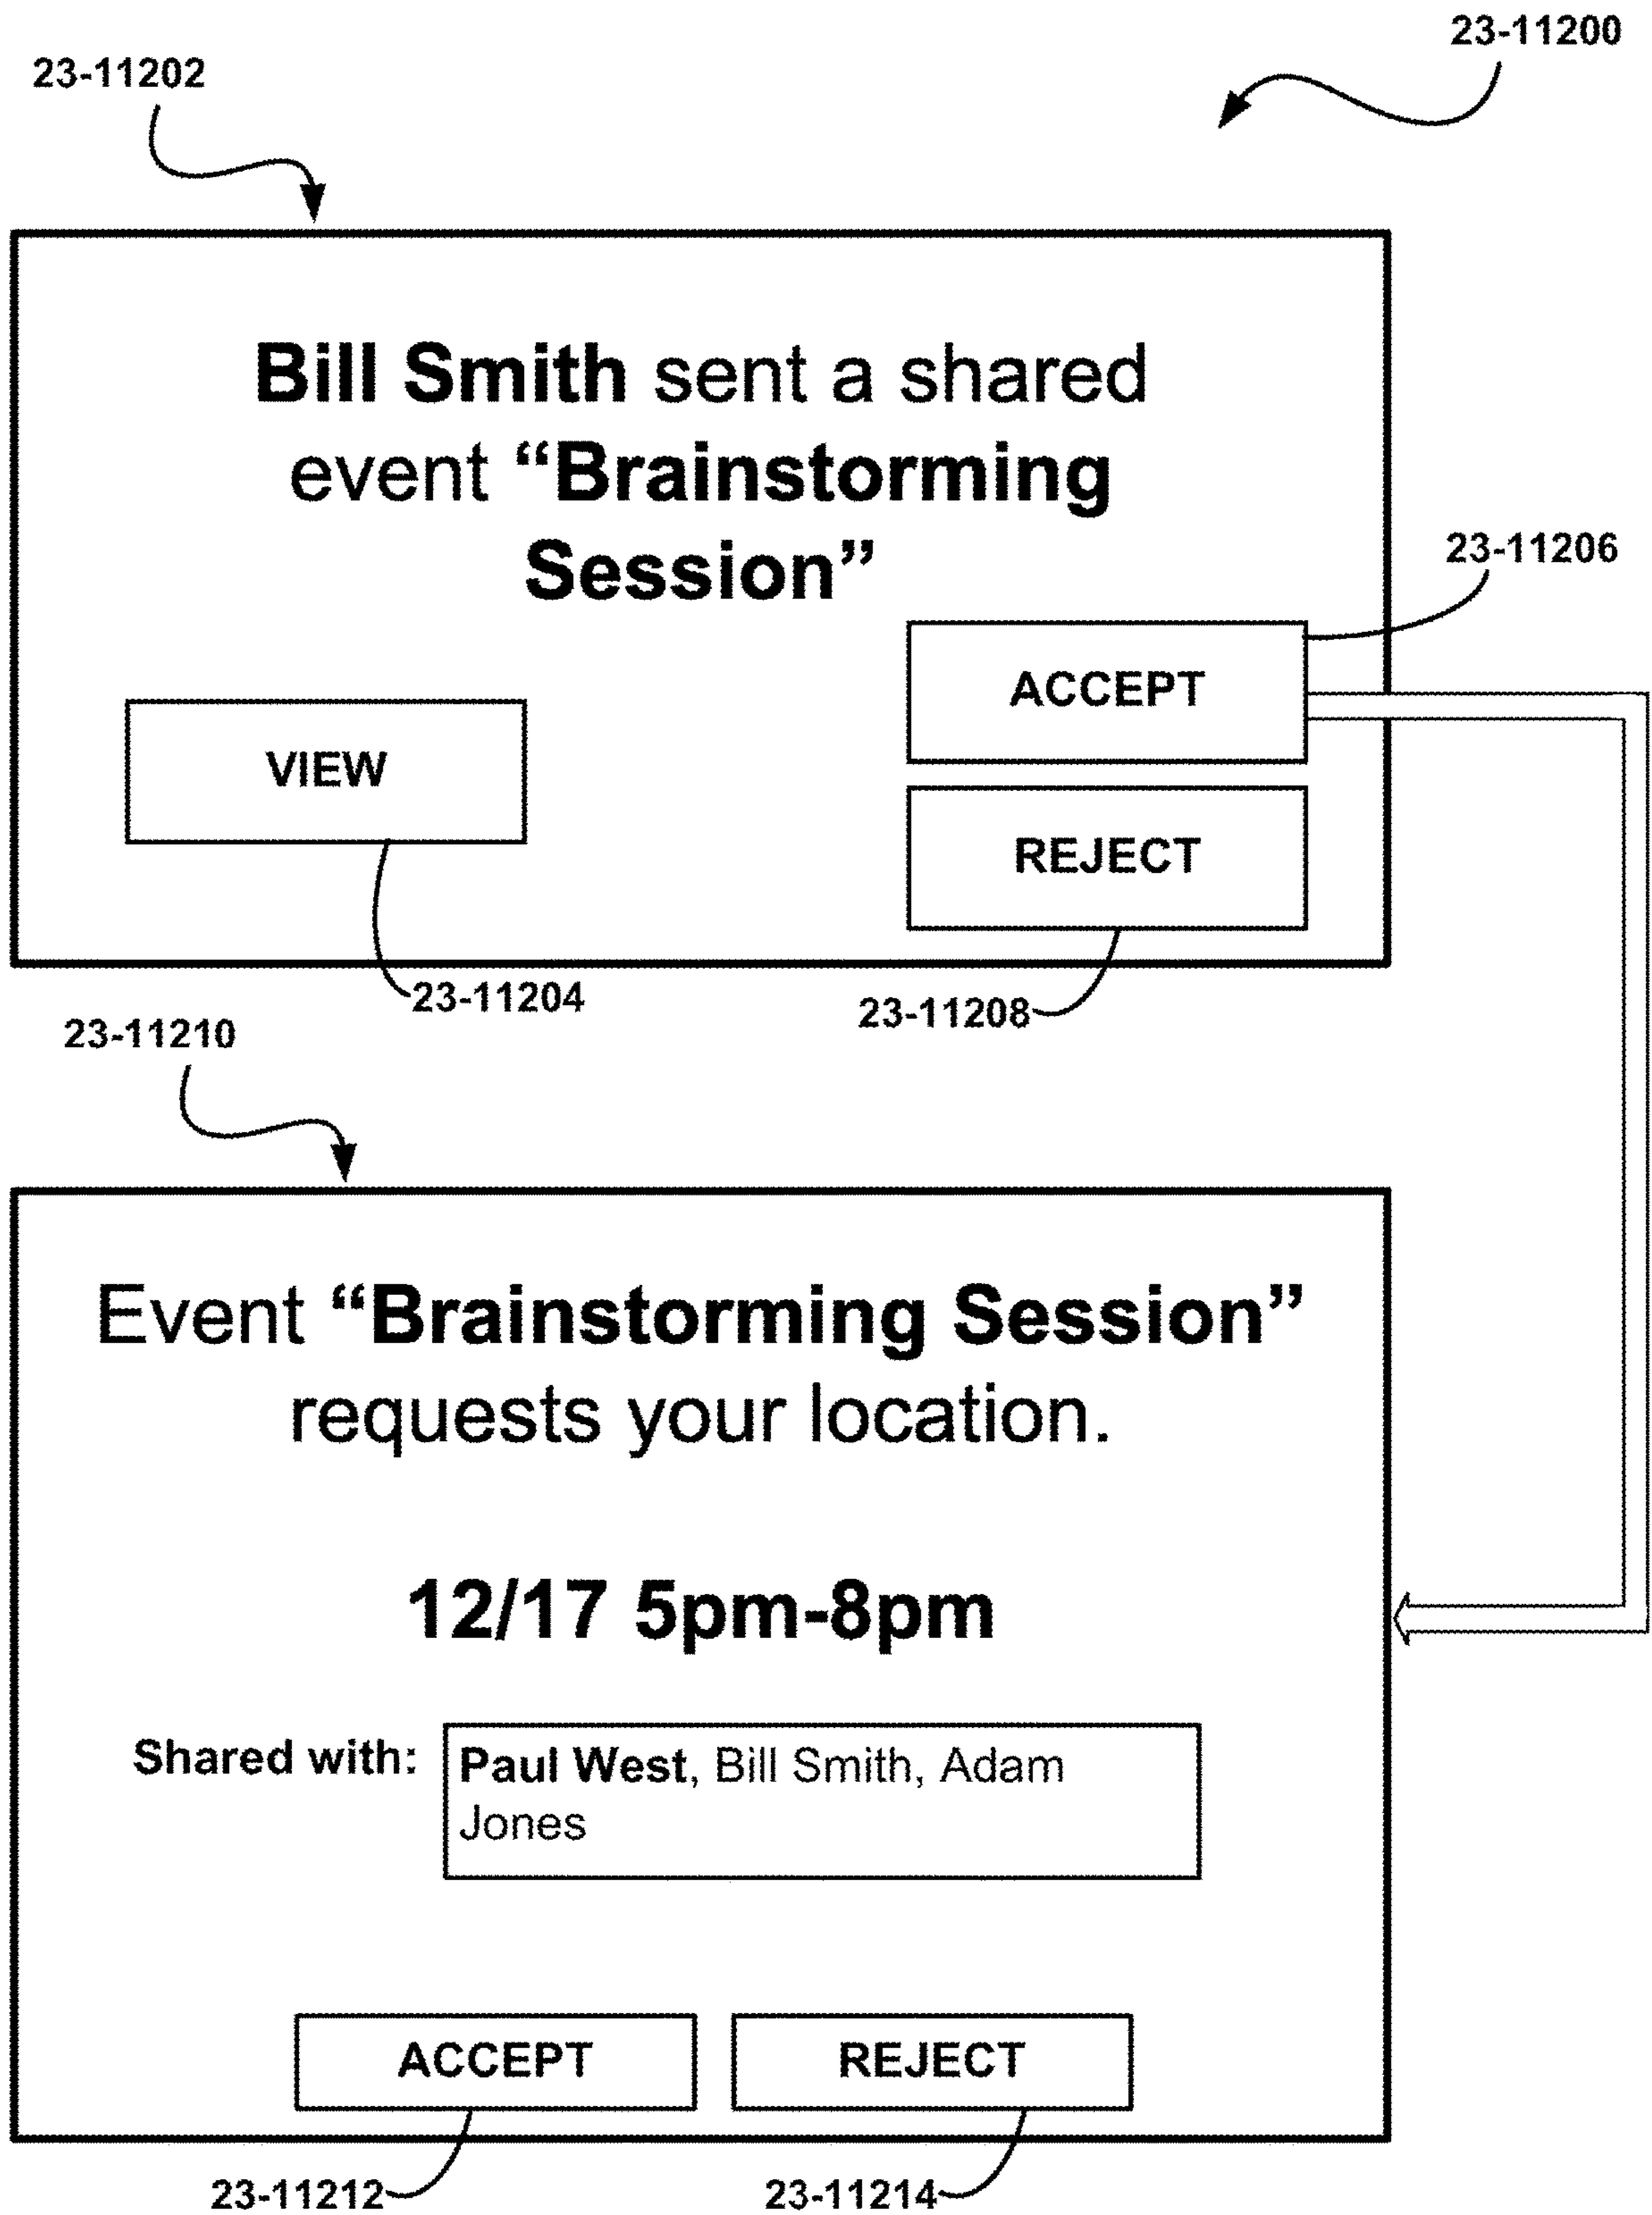 23-11200
23-11202
Bill Smith sent a shared
event “Brainstorming
Session”
23-11206
ACCEPT
VIEW
REJECT
23-11204
23-11208
23-11210
Event “Brainstorming Session”
requests your location.
12/17 5pm-8pm
Shared with:
Paul West, Bill Smith, Adam
Jones
ACCEPT
REJECT
23-11212
23-11214